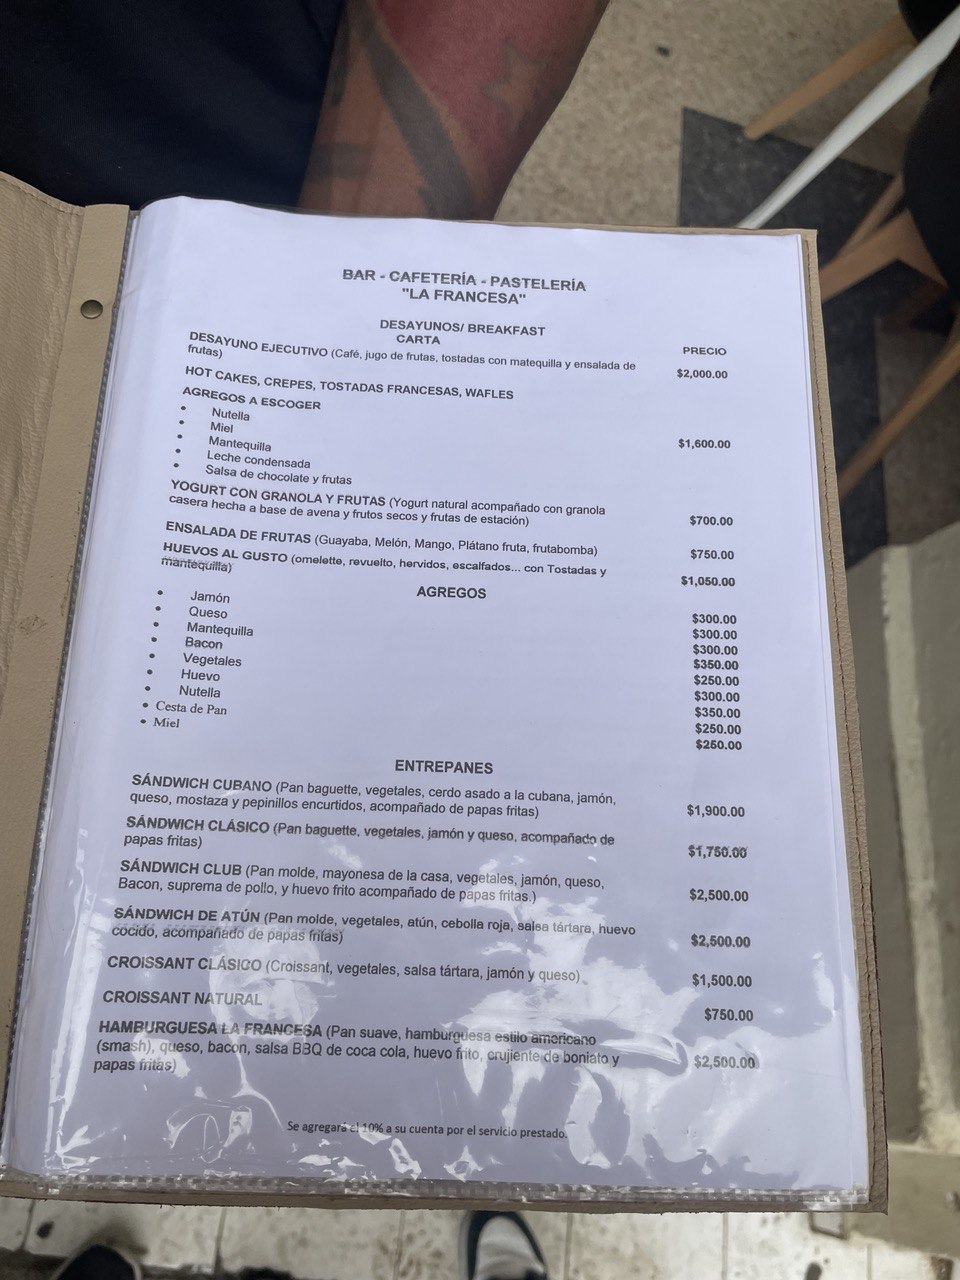 BAR - CAFETERÍA - PASTELERÍA
"LA FRANCESA"
DESAYUNOS/ BREAKFAST
CARTA
PRECIO
DESAYUNO EJECUTIVO (Café, jugo de frutas, tostadas con matequilla y ensalada de
frutas)
$2,000.00
HOT CAKES, CREPES, TOSTADAS FRANCESAS, WAFLES
AGREGOS A ESCOGER
• Nutella
• Miel
• Mantequilla
• Leche condensada
• Salsa de chocolate y frutas
$1,600.00
YOGURT CON GRANOLA Y FRUTAS (Yogurt natural acompañado con granola
casera hecha a base de avena y frutos secos y frutas de estación)
$700.00
ENSALADA DE FRUTAS (Guayaba, Melón, Mango, Plátano fruta, frutabomba)
$750.00
HUEVOS AL GUSTO (omelette, revuelto, hervidos, escalfados... con Tostadas y
mantequilla)
$1,050.00
AGREGOS
• Jamón $300.00
• Queso $300.00
• Mantequilla $300.00
• Bacon $350.00
• Vegetales $250.00
• Huevo $300.00
• Nutella $350.00
• Cesta de Pan $250.00
• Miel $250.00
ENTREPANES
SÁNDWICH CUBANO (Pan baguette, vegetales, cerdo asado a la cubana, jamón,
queso, mostaza y pepinillos encurtidos, acompañado de papas fritas)
$1,900.00
SÁNDWICH CLÁSICO (Pan baguette, vegetales, jamón y queso, acompañado de
papas fritas)
$1,750.00
SÁNDWICH CLUB (Pan molde, mayonesa de la casa, vegetales, jamón, queso,
Bacon, suprema de pollo, y huevo frito acompañado de papas fritas.)
$2,500.00
SÁNDWICH DE ATÚN (Pan molde, vegetales, atún, cebolla roja, salsa tártara, huevo
cocido, acompañado de papas fritas)
$2,500.00
CROISSANT CLÁSICO (Croissant, vegetales, salsa tártara, jamón y queso)
$1,500.00
CROISSANT NATURAL
$750.00
HAMBURGUESA LA FRANCESA (Pan suave, hamburguesa estilo americano
(smash), queso, bacon, salsa BBQ de coca cola, huevo frito, crujiente de boniato y
papas fritas)
$2,500.00
Se agregará el 10% a su cuenta por el servicio prestado.